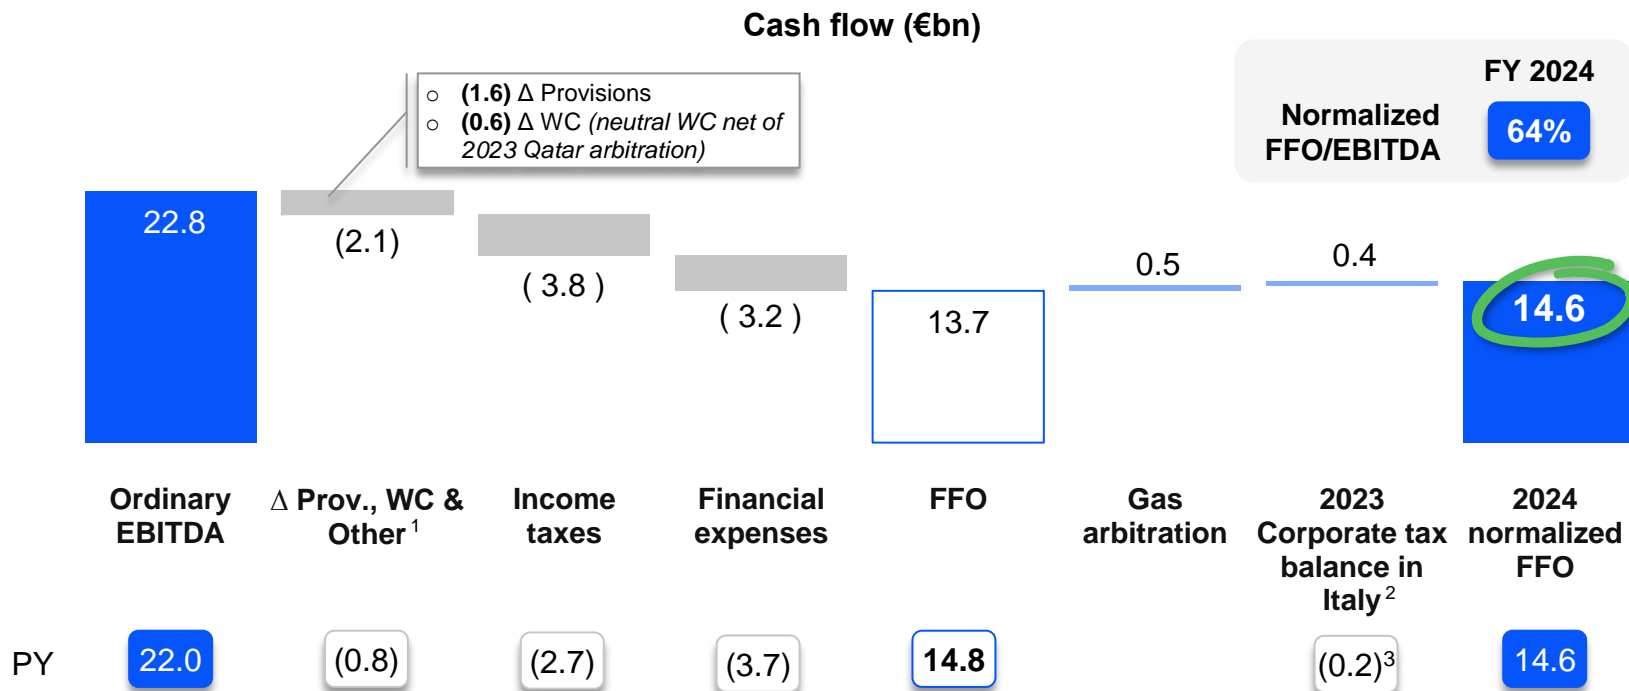 Cash flow (€bn)
○ (1.6) Δ Provisions
○ (0.6) Δ WC (neutral WC net of
2023 Qatar arbitration)
FY 2024
Normalized
FFO/EBITDA
64%
22.8
(2.1)
( 3.8 )
( 3.2 )
13.7
0.5
0.4
14.6
Ordinary
EBITDA
Δ Prov., WC &
Other 1
Income
taxes
Financial
expenses
FFO
Gas
arbitration
2023
Corporate tax
balance in
Italy 2
2024
normalized
FFO
PY
22.0
(0.8)
(2.7)
(3.7)
14.8
(0.2)3
14.6